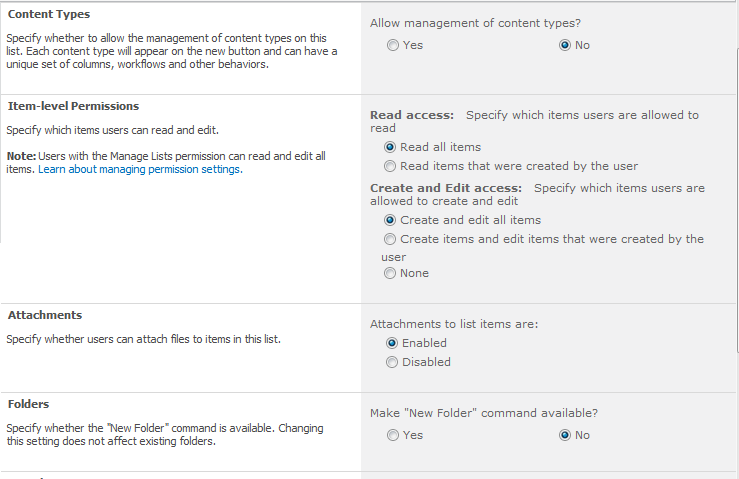 Content Types
Specify whether to allow the management of content types on this
list. Each content type will appear on the new button and can have a
unique set of columns, workflows and other behaviors.
Allow management of content types?
Yes
No
Item-level Permissions
Specify which items users can read and edit.
Note: Users with the Manage Lists permission can read and edit all
items. Learn about managing permission settings.
Read access: Specify which items users are allowed to
read
Read all items
Read items that were created by the user
Create and Edit access: Specify which items users are
allowed to create and edit
Create and edit all items
Create items and edit items that were created by the
user
None
Attachments
Specify whether users can attach files to items in this list.
Attachments to list items are:
Enabled
Disabled
Folders
Specify whether the "New Folder" command is available. Changing
this setting does not affect existing folders.
Make "New Folder" command available?
Yes
No